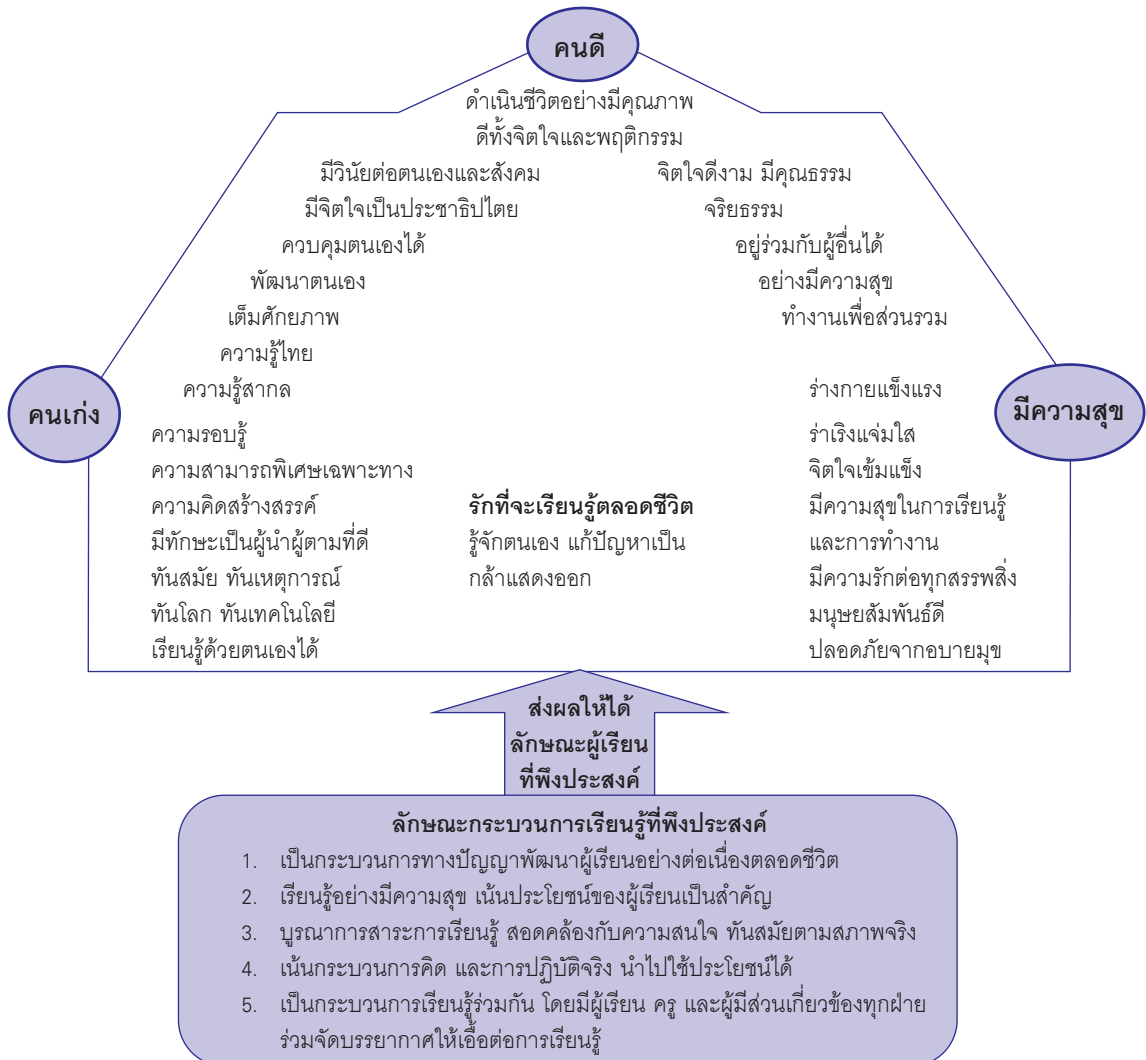 คนดี
ดำเนินชีวิตอย่างมีคุณภาพ
ดีทั้งจิตใจและพฤติกรรม
มีวินัยต่อตนเองและสังคม
มีจิตใจเป็นประชาธิปไตย
ควบคุมตนเองได้
พัฒนาตนเอง
เต็มศักยภาพ
ความรู้ไทย
ความรู้สากล
จิตใจดีงาม มีคุณธรรม
จริยธรรม
อยู่ร่วมกับผู้อื่นได้
อย่างมีความสุข
ทำงานเพื่อส่วนรวม
คนเก่ง
ความรอบรู้
ความสามารถพิเศษเฉพาะทาง
ความคิดสร้างสรรค์
มีทักษะเป็นผู้นำผู้ตามที่ดี
ทันสมัย ทันเหตุการณ์
ทันโลก ทันเทคโนโลยี
เรียนรู้ด้วยตนเองได้
รักที่จะเรียนรู้ตลอดชีวิต
รู้จักตนเอง แก้ปัญหาเป็น
กล้าแสดงออก
มีความสุข
ร่างกายแข็งแรง
ร่าเริงแจ่มใส
จิตใจเข้มแข็ง
มีความสุขในการเรียนรู้
และการทำงาน
มีความรักต่อทุกสรรพสิ่ง
มนุษยสัมพันธ์ดี
ปลอดภัยจากอบายมุข
ส่งผลให้ได้
ลักษณะผู้เรียน
ที่พึงประสงค์
ลักษณะกระบวนการเรียนรู้ที่พึงประสงค์
1. เป็นกระบวนการทางปัญญาพัฒนาผู้เรียนอย่างต่อเนื่องตลอดชีวิต
2. เรียนรู้อย่างมีความสุข เน้นประโยชน์ของผู้เรียนเป็นสำคัญ
3. บูรณาการสาระการเรียนรู้ สอดคล้องกับความสนใจ ทันสมัยตามสภาพจริง
4. เน้นกระบวนการคิด และการปฏิบัติจริง นำไปใช้ประโยชน์ได้
5. เป็นกระบวนการเรียนรู้ร่วมกัน โดยมีผู้เรียน ครู และผู้มีส่วนเกี่ยวข้องทุกฝ่าย
ร่วมจัดบรรยากาศให้เอื้อต่อการเรียนรู้